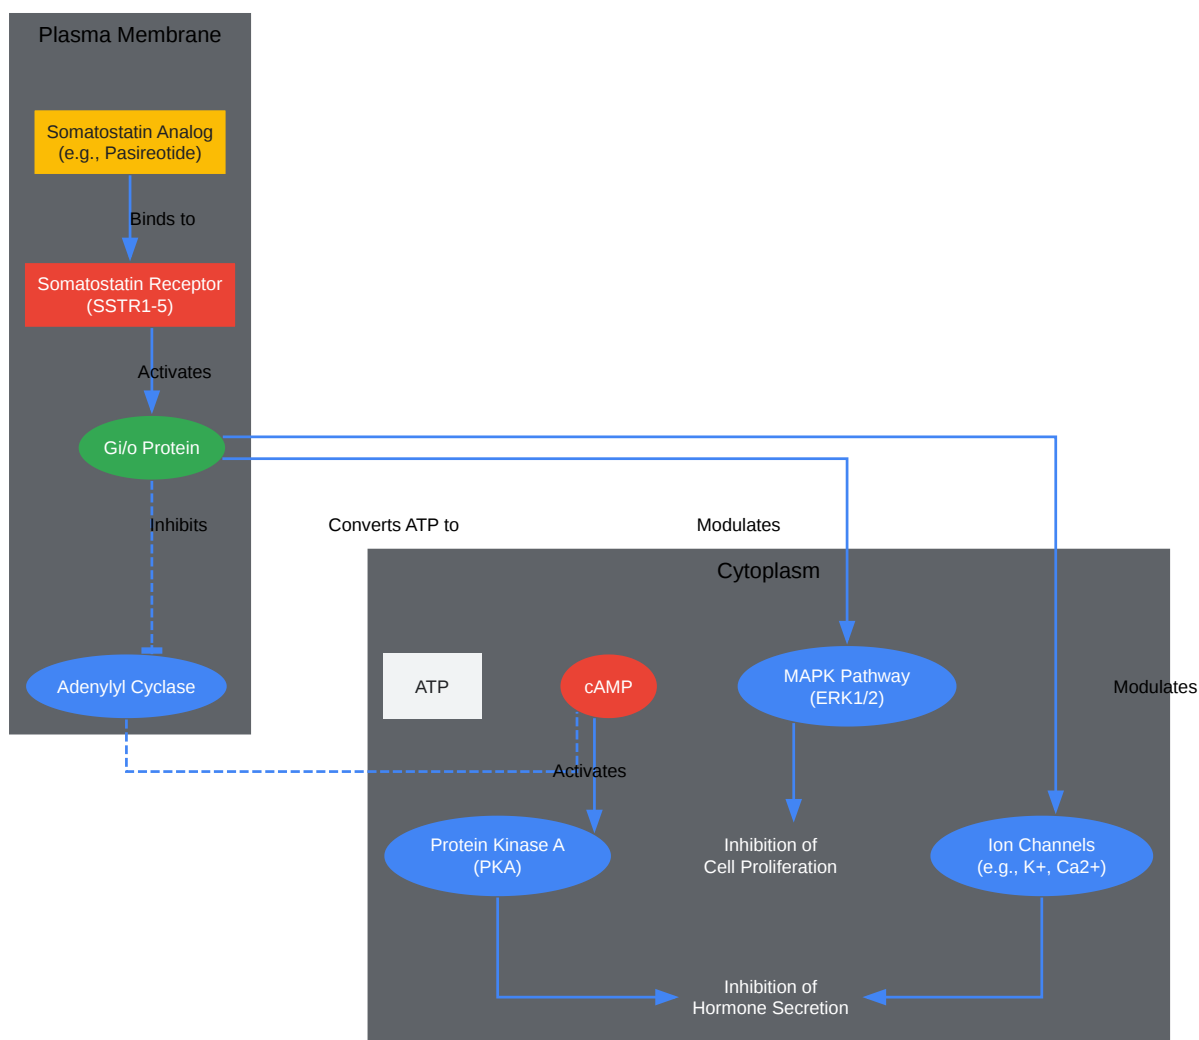 Plasma Membrane
Somatostatin Analog
(e.g., Pasireotide)
Binds to
Somatostatin Receptor
(SSTR1-5)
Activates
Gi/o Protein
Inhibits
Converts ATP to
Modulates
Cytoplasm
Adenylyl Cyclase
ATP
cAMP
MAPK Pathway
(ERK1/2)
Modulates
Activates
Protein Kinase A
(PKA)
Inhibition of
Cell Proliferation
Ion Channels
(e.g., K+, Ca2+)
Inhibition of
Hormone Secretion